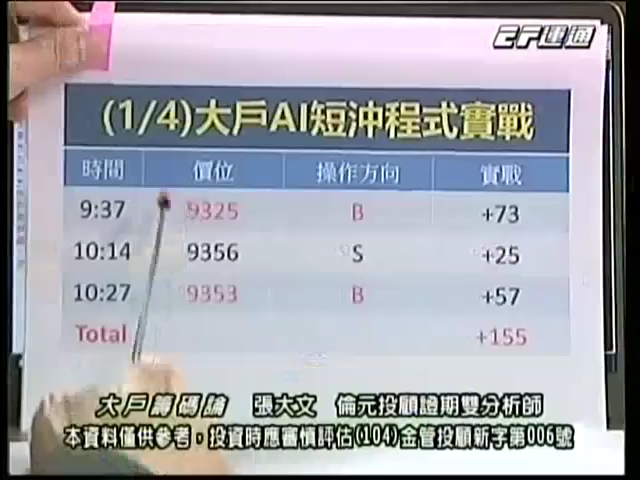 運通
(1/4)大戶AI短沖程式實戰
時間 價位 操作方向 實戰
9:37 9325 B +73
10:14 9356 S +25
10:27 9353 B +57
Total +155
大戶籌碼論 張大文 倫元投顧證期雙分析師
本資料僅供參考，投資時應審慎評估(104)金管投顧新字第006號